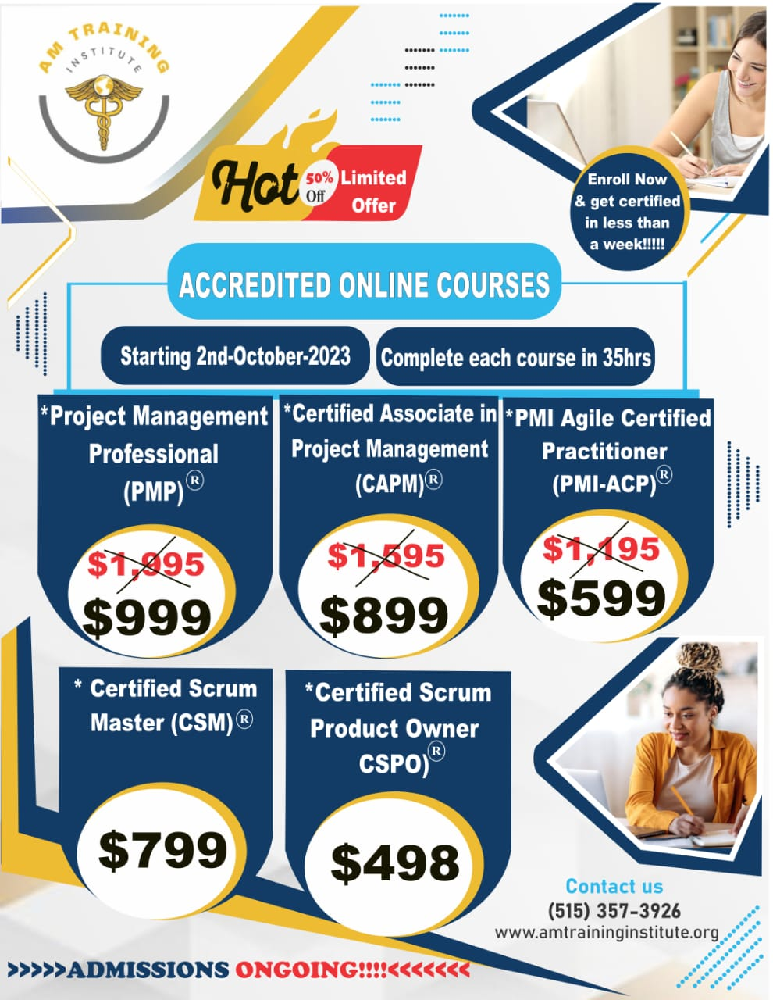 AM TRAINING
INSTITUTE
Hot
50%
Off
Limited
Offer
Enroll Now
& get certified
in less than
a week!!!!!
ACCREDITED ONLINE COURSES
Starting 2nd-October-2023
Complete each course in 35hrs
*Project Management
Professional
(PMP)®
$1,995
$999
*Certified Associate in
Project Management
(CAPM)®
$1,595
$899
*PMI Agile Certified
Practitioner
(PMI-ACP)®
$1,195
$599
* Certified Scrum
Master (CSM)®
$799
*Certified Scrum
Product Owner
CSPO)®
$498
Contact us
(515) 357-3926
www.amtraininginstitute.org
>>>>>ADMISSIONS ONGOING!!!!<<<<<<<